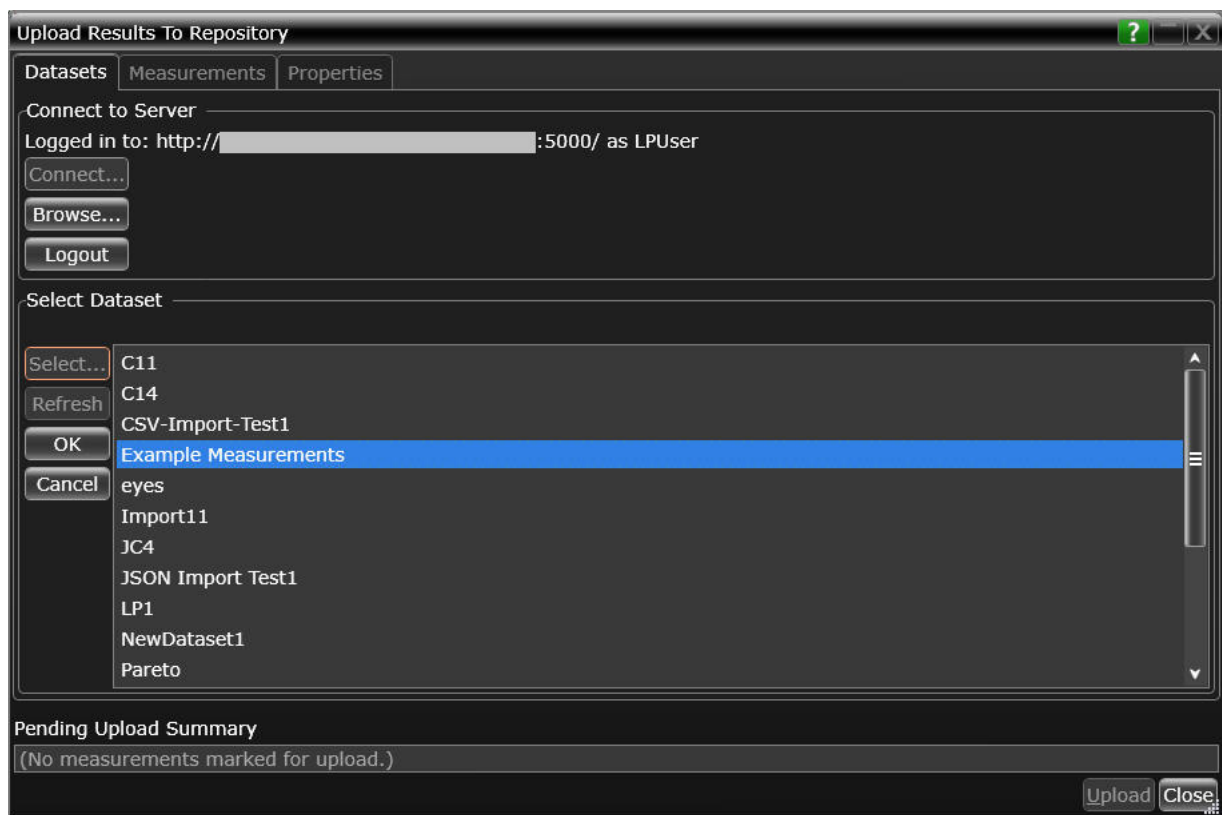 Upload Results To Repository ? X
Datasets Measurements Properties
Connect to Server
Logged in to: http:// :5000/ as LPUser
Connect...
Browse...
Logout
Select Dataset
Select...
Refresh
OK
Cancel
C11
C14
CSV-Import-Test1
Example Measurements
eyes
Import11
JC4
JSON Import Test1
LP1
NewDataset1
Pareto
Pending Upload Summary
(No measurements marked for upload.)
Upload Close